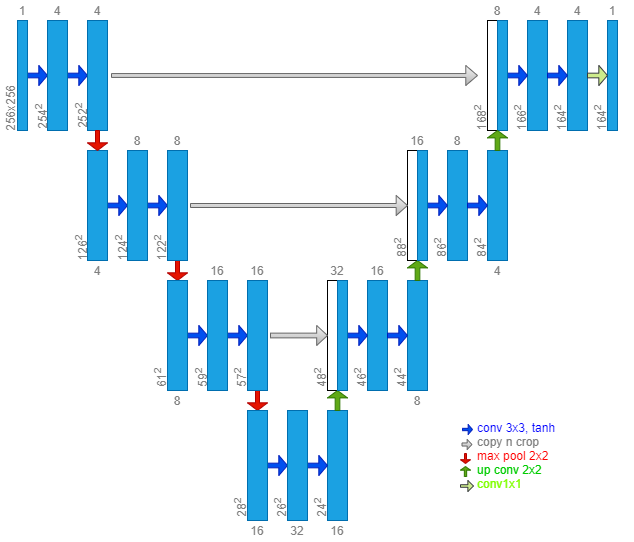 1 4 4 8 4 4 1
256x256 254² 252² 168² 166² 164² 164²
8 8 16 8
126² 124² 122² 88² 86² 84²
4 4
16 16 32 16
61² 59² 57² 48² 46² 44²
8 8
conv 3x3, tanh
copy n crop
max pool 2x2
up conv 2x2
conv1x1
28² 26² 24²
16 32 16